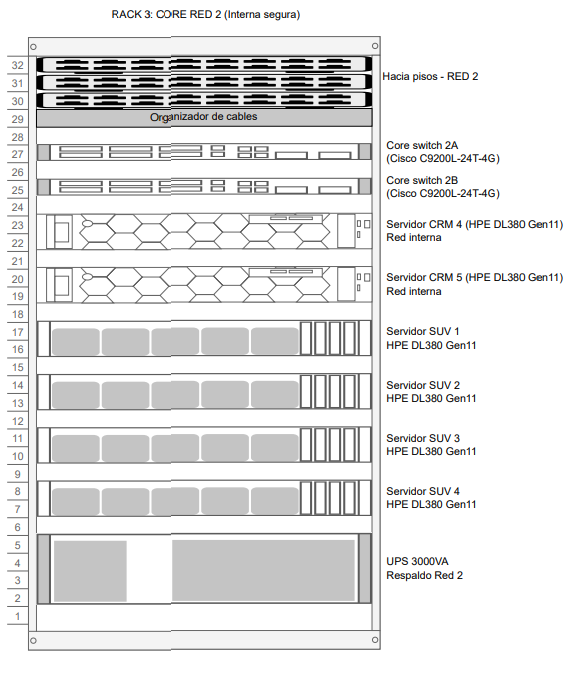 RACK 3: CORE RED 2 (Interna segura)
32
Hacia pisos - RED 2
31
30
29
Organizador de cables
28
27
Core switch 2A
(Cisco C9200L-24T-4G)
26
25
Core switch 2B
(Cisco C9200L-24T-4G)
24
23
Servidor CRM 4 (HPE DL380 Gen11)
22
Red interna
21
20
Servidor CRM 5 (HPE DL380 Gen11)
19
Red interna
18
17
Servidor SUV 1
16
HPE DL380 Gen11
15
14
Servidor SUV 2
13
HPE DL380 Gen11
12
11
Servidor SUV 3
10
HPE DL380 Gen11
9
8
Servidor SUV 4
7
HPE DL380 Gen11
6
5
4
UPS 3000VA
3
Respaldo Red 2
2
1